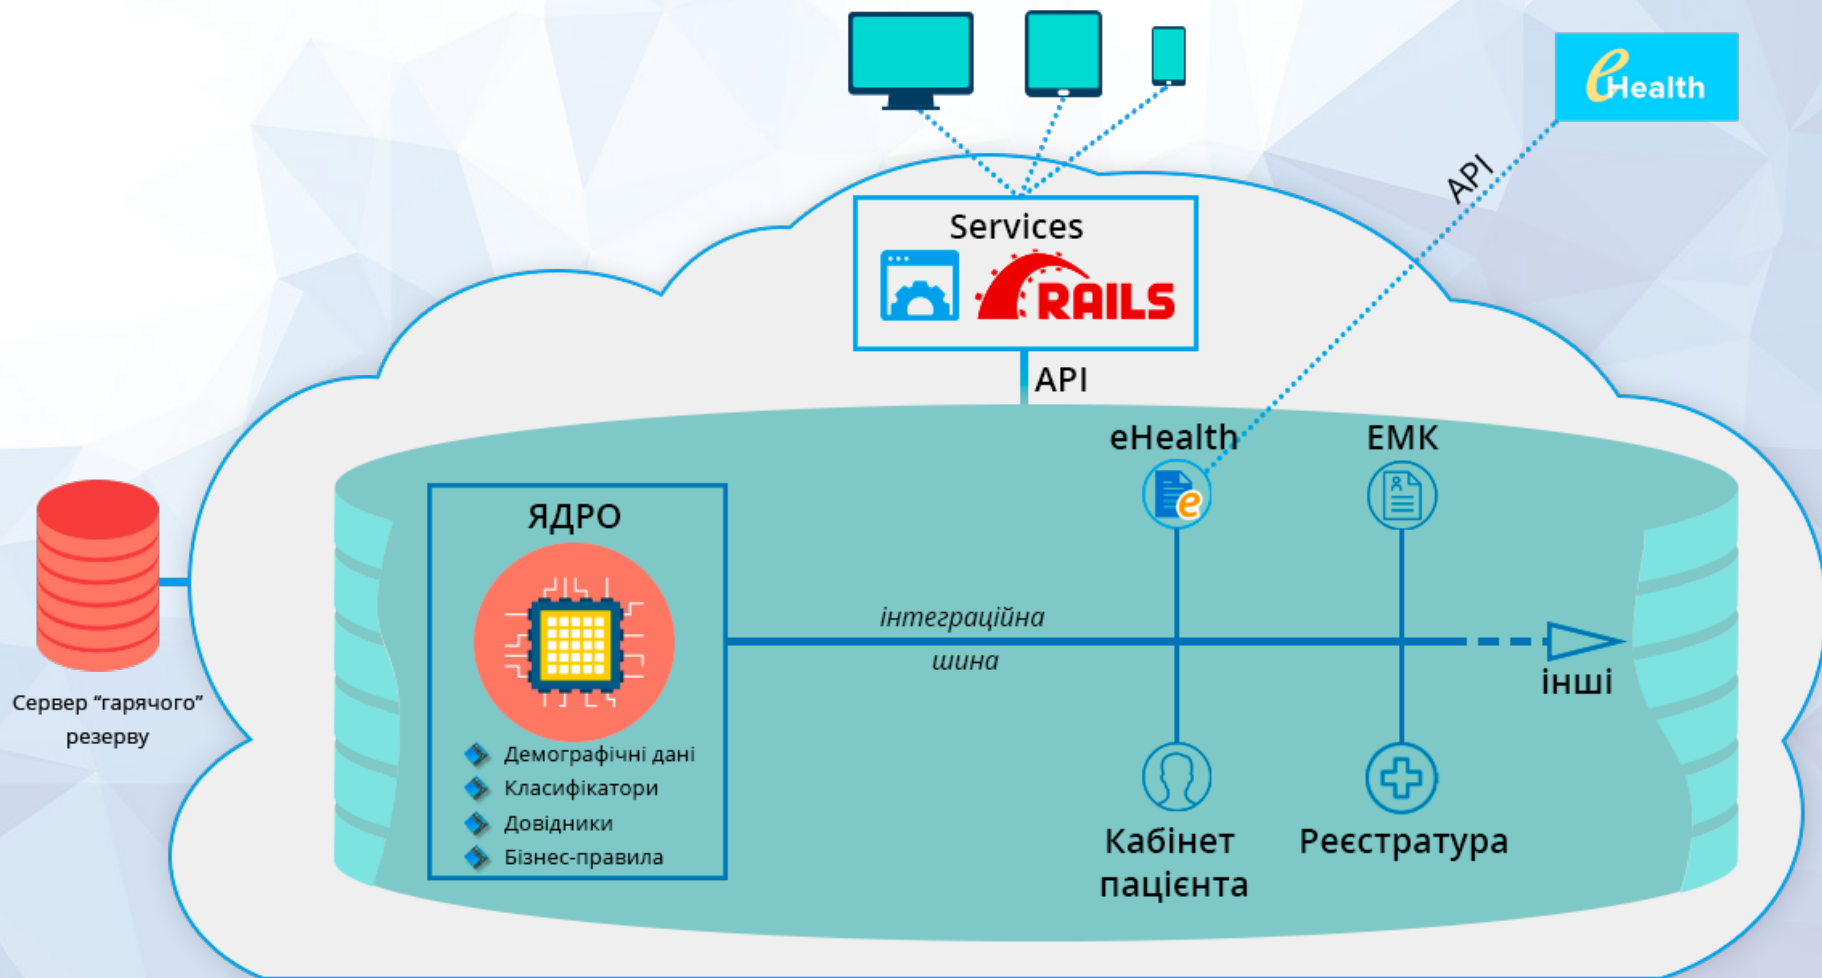 eHealth
API
Services
RAILS
API
eHealth
ЕМК
ЯДРО
інтеграційна
шина
інші
Сервер “гарячого”
резерву
Демографічні дані
Класифікатори
Довідники
Бізнес-правила
Кабінет
пацієнта
Реєстратура